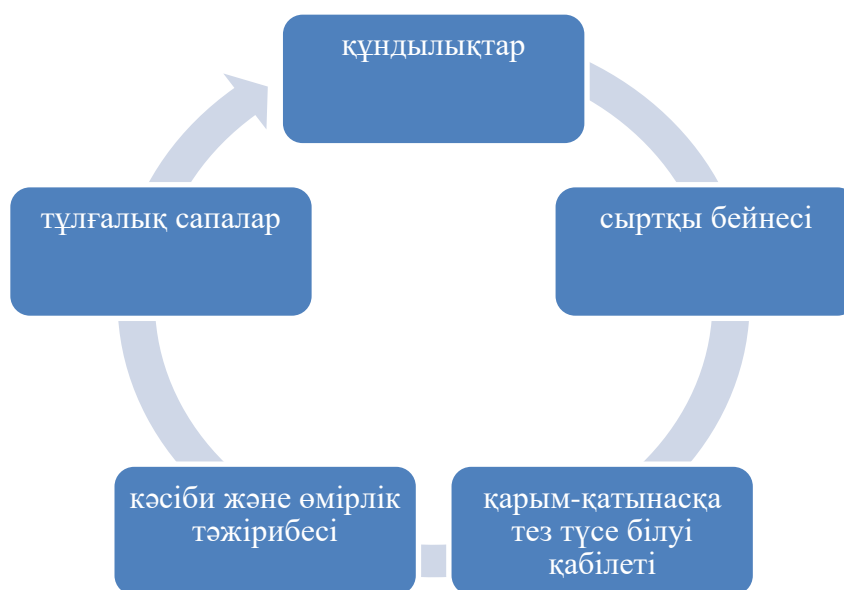 құндылықтар
сыртқы бейнесі
қарым-қатынасқа
тез түсе білуі
қабілеті
кәсіби және өмірлік
тәжірибесі
тұлғалық сапалар